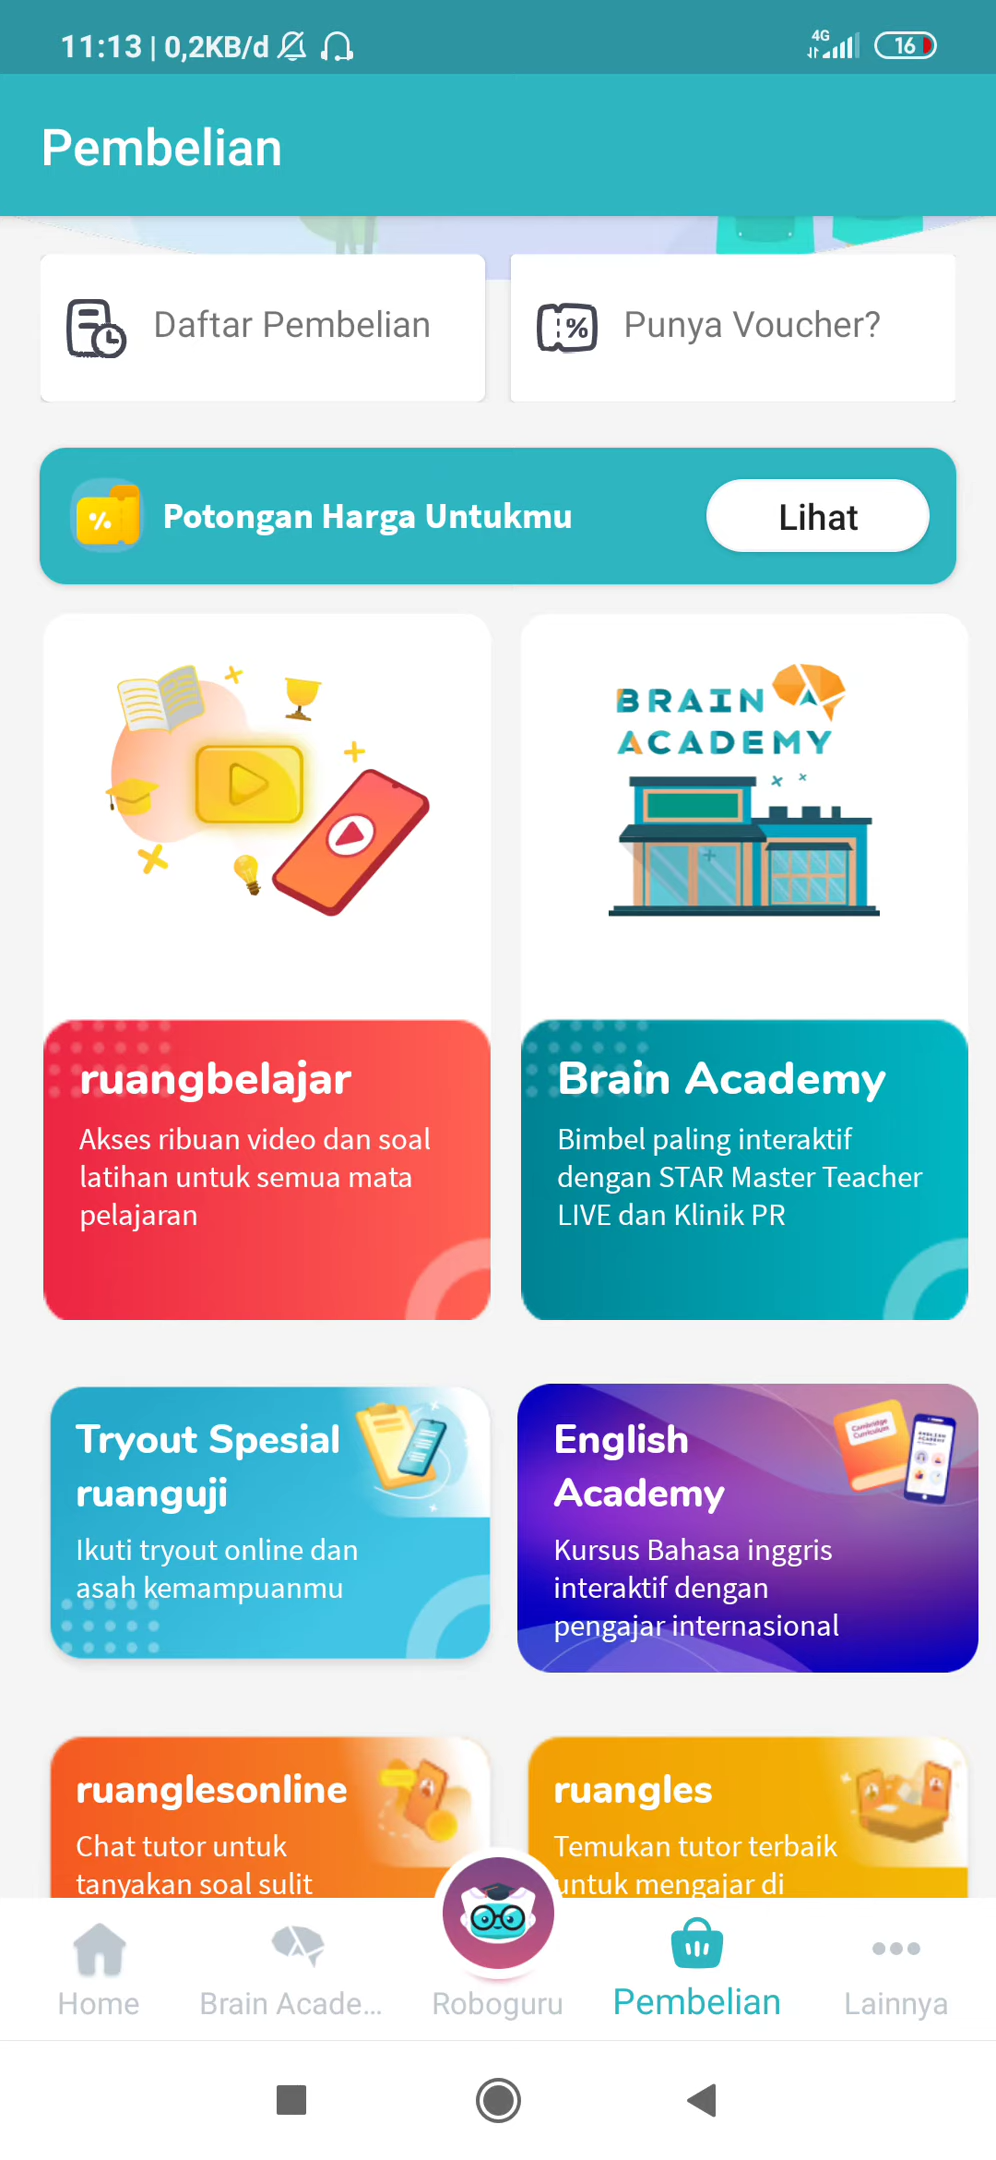 11:13 | 0,2KB/d
4G
16
Pembelian
Daftar Pembelian
Punya Voucher?
Potongan Harga Untukmu
Lihat
BRAIN
ACADEMY
ruangbelajar
Akses ribuan video dan soal
latihan untuk semua mata
pelajaran
Brain Academy
Bimbel paling interaktif
dengan STAR Master Teacher
LIVE dan Klinik PR
Tryout Spesial
ruanguji
Ikuti tryout online dan
asah kemampuanmu
English
Academy
Kursus Bahasa inggris
interaktif dengan
pengajar internasional
Cambridge
Curriculum
ENGLISH
ACADEMY
ruanglesonline
Chat tutor untuk
tanyakan soal sulit
ruangles
Temukan tutor terbaik
untuk mengajar di
Home
Brain Acade...
Roboguru
Pembelian
Lainnya